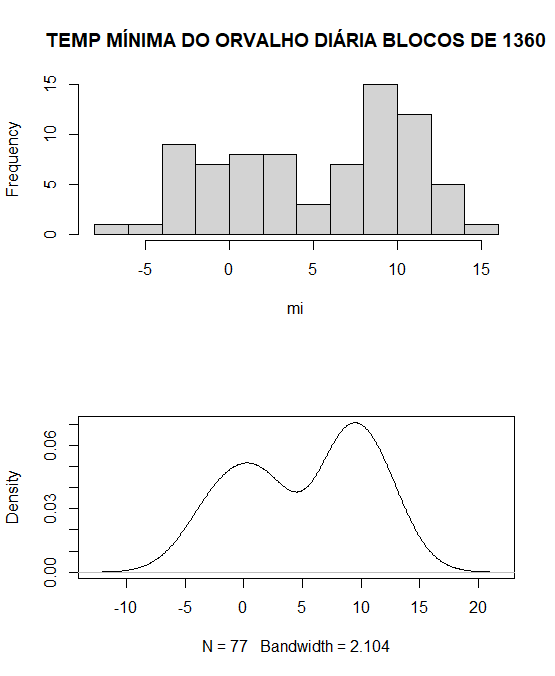 TEMP MÍNIMA DO ORVALHO DIÁRIA BLOCOS DE 1360
Frequency
0 5 10 15
-5 0 5 10 15
mi
Density
0.00 0.03 0.06
-10 -5 0 5 10 15 20
N = 77 Bandwidth = 2.104